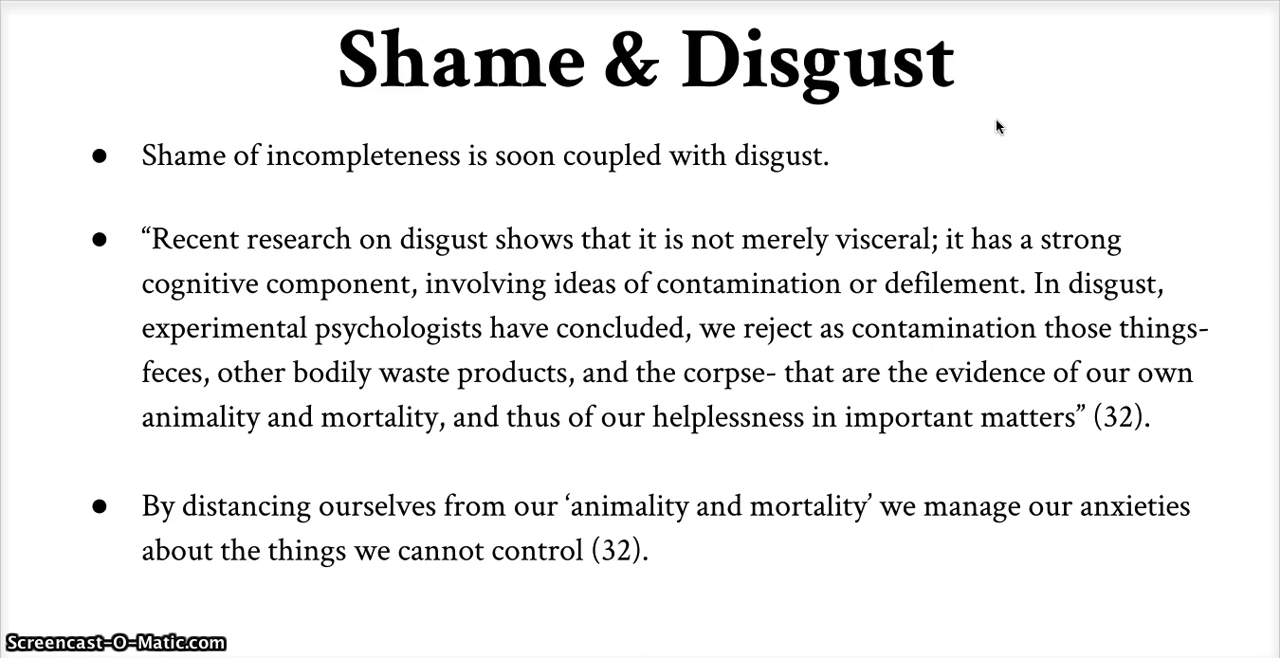 Shame & Disgust
● Shame of incompleteness is soon coupled with disgust.
● “Recent research on disgust shows that it is not merely visceral; it has a strong
cognitive component, involving ideas of contamination or defilement. In disgust,
experimental psychologists have concluded, we reject as contamination those things-
feces, other bodily waste products, and the corpse- that are the evidence of our own
animality and mortality, and thus of our helplessness in important matters” (32).
● By distancing ourselves from our ‘animality and mortality’ we manage our anxieties
about the things we cannot control (32).
Screencast-O-Matic.com